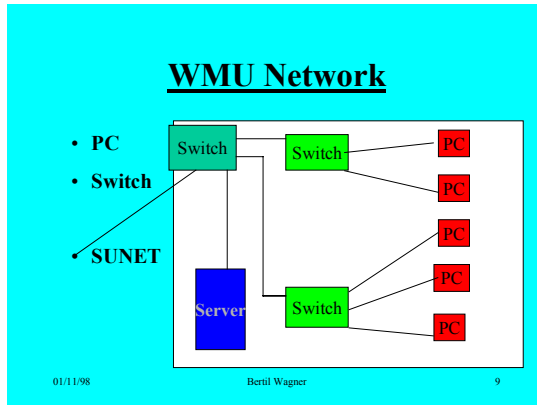 WMU Network
• PC
• Switch
• SUNET
Switch
Switch
PC
PC
PC
Server
Switch
PC
PC
01/11/98
Bertil Wagner
9